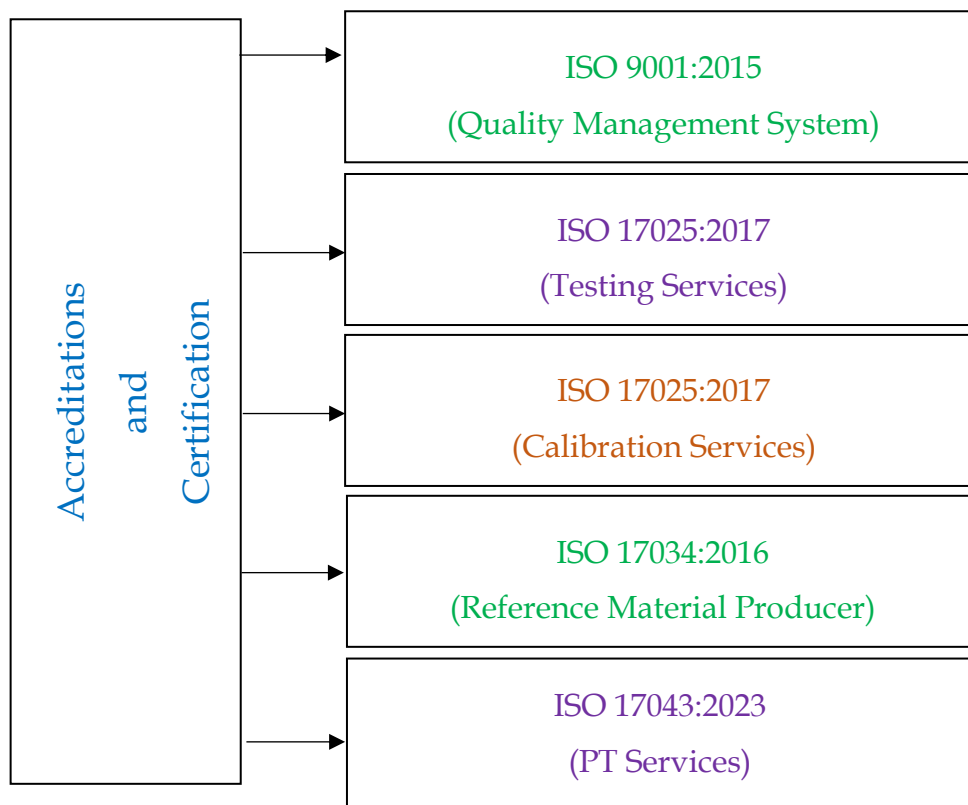 Accreditations
and
Certification
ISO 9001:2015
(Quality Management System)
ISO 17025:2017
(Testing Services)
ISO 17025:2017
(Calibration Services)
ISO 17034:2016
(Reference Material Producer)
ISO 17043:2023
(PT Services)